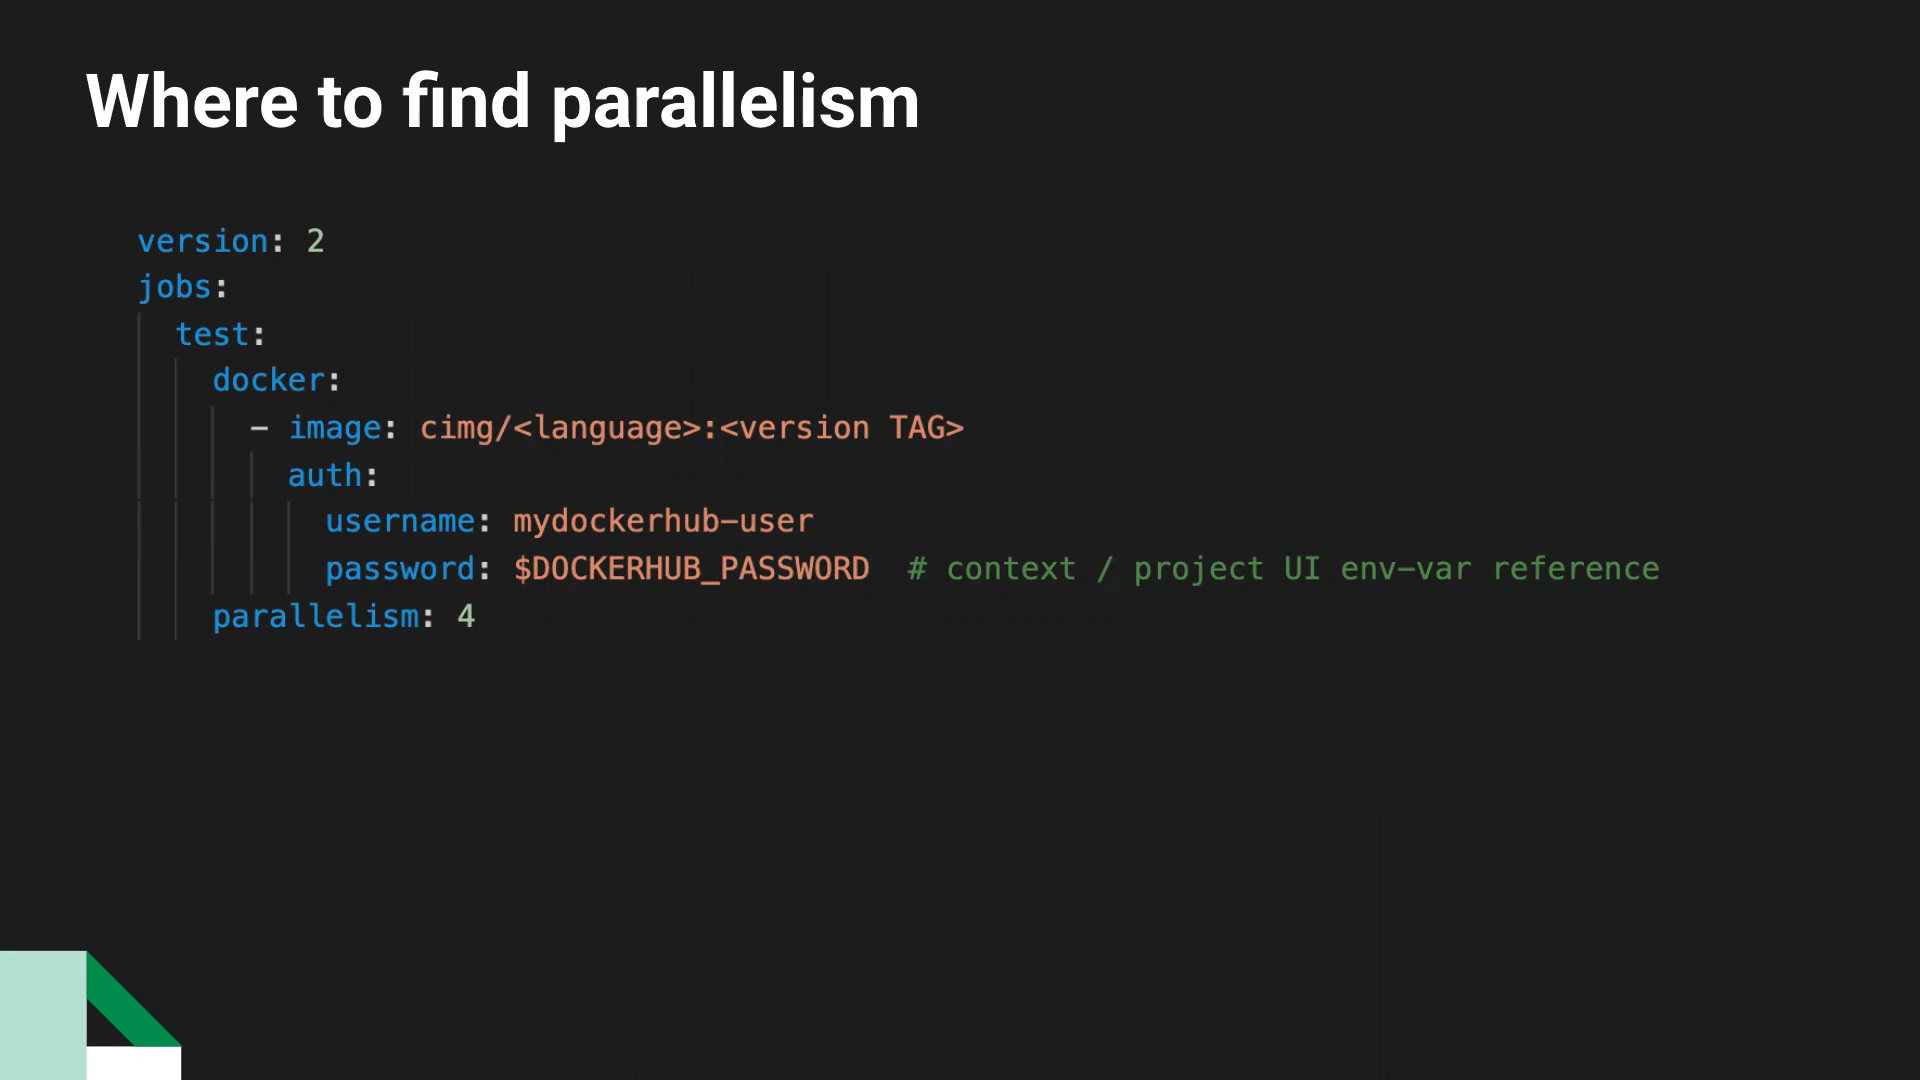 Where to find parallelism
version: 2
jobs:
test:
docker:
- image: cimg/<language>:<version TAG>
auth:
username: mydockerhub-user
password: $DOCKERHUB_PASSWORD # context / project UI env-var reference
parallelism: 4